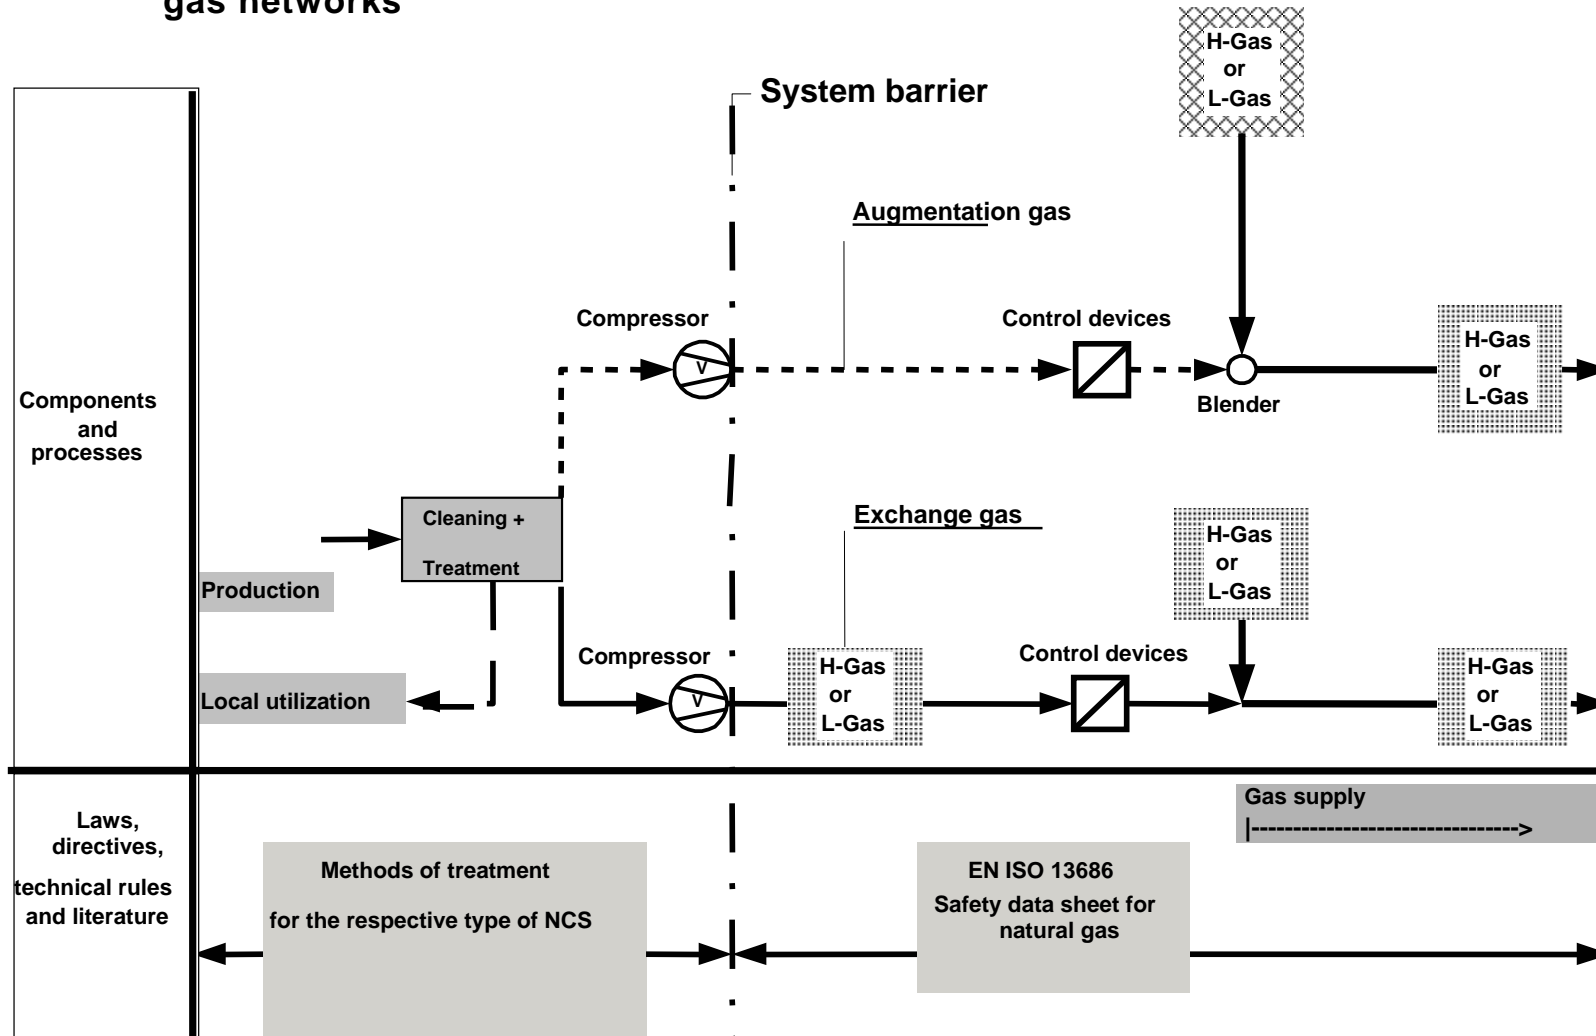 gas networks
H-Gas
or
L-Gas
System barrier
Augmentation gas
Compressor
Control devices
V
Blender
H-Gas
or
L-Gas
Components
and
processes
Cleaning +
Treatment
Exchange gas
H-Gas
or
L-Gas
Production
Local utilization
Compressor
V
H-Gas
or
L-Gas
Control devices
H-Gas
or
L-Gas
Laws,
directives,
technical rules
and literature
Methods of treatment
for the respective type of NCS
EN ISO 13686
Safety data sheet for
natural gas
Gas supply
|-------------------------------->